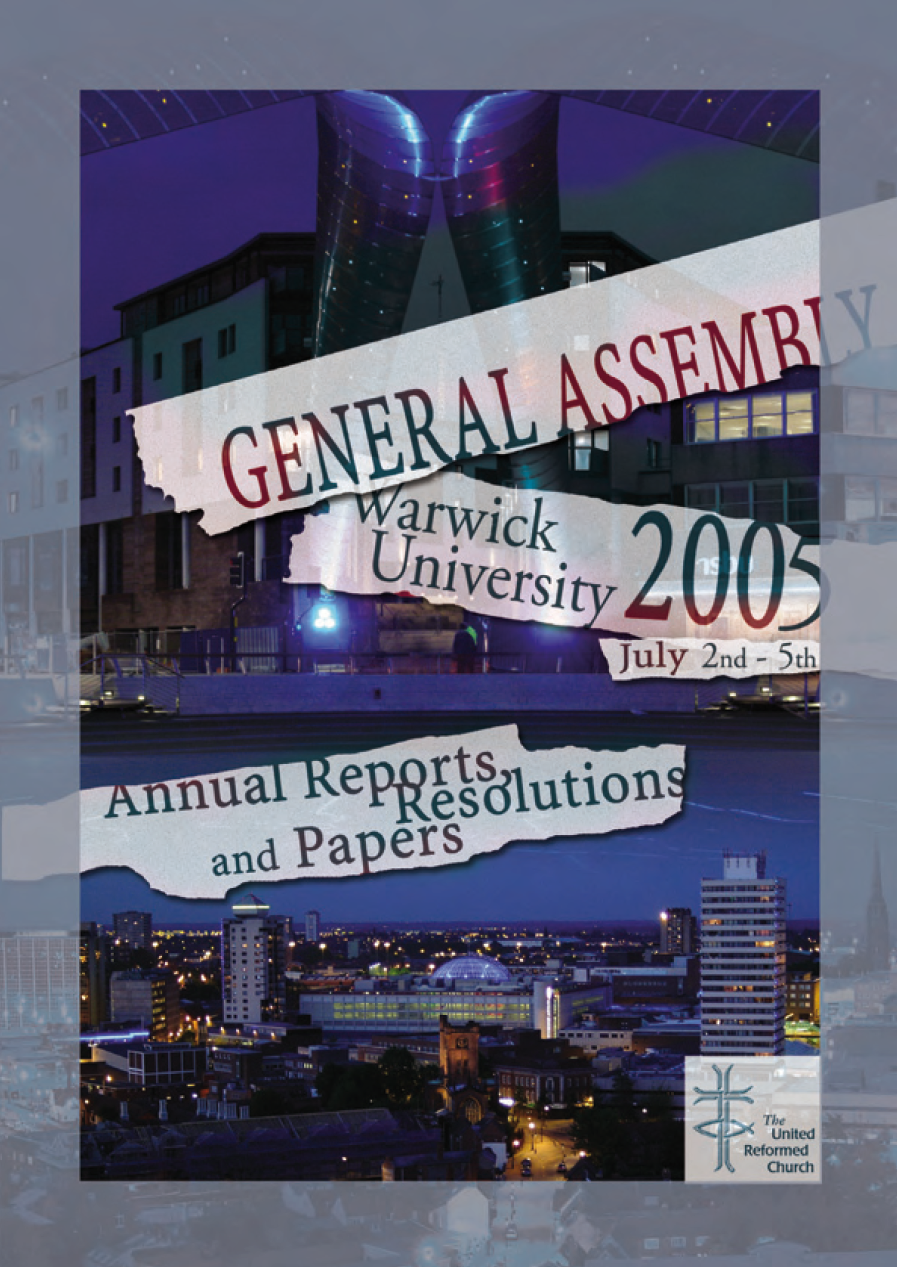 GENERAL ASSEMBLY
Warwick
University
2005
July 2nd - 5th
Annual Reports,
Resolutions
and Papers
The
United
Reformed
Church